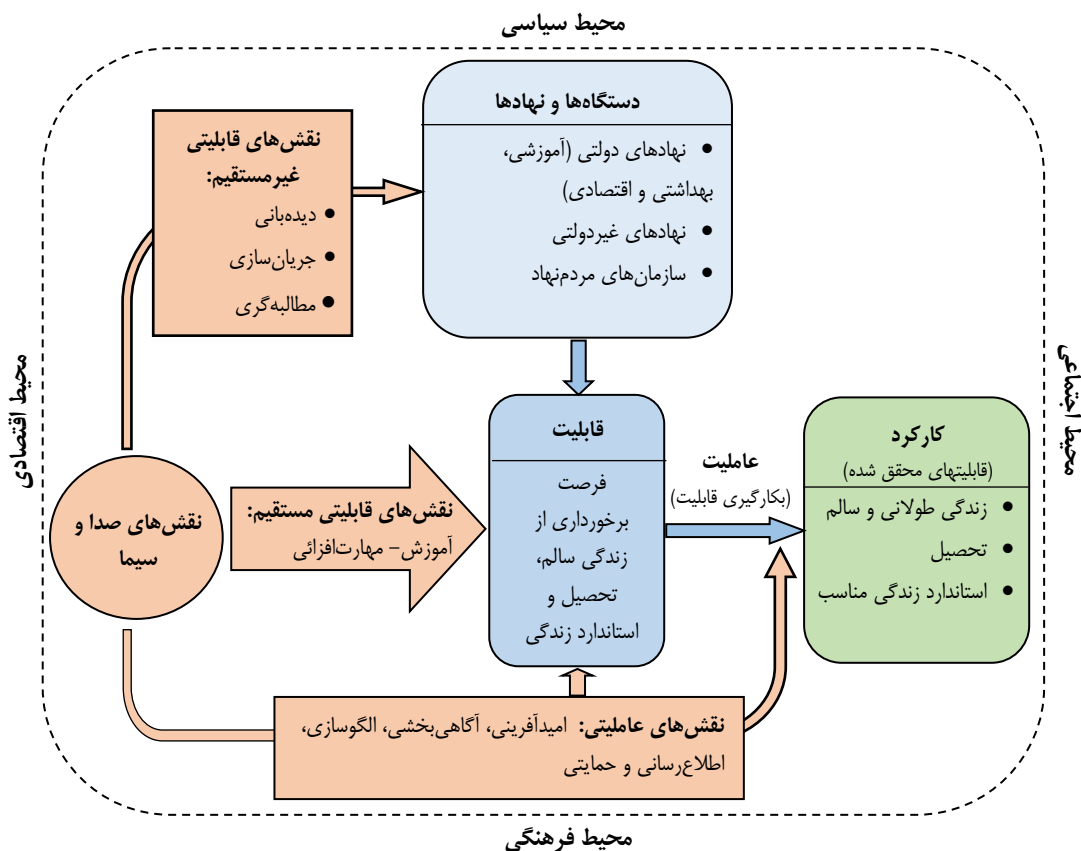 محیط سیاسی
دستگاه‌ها و نهادها
نهادهای دولتی (آموزشی،
بهداشتی و اقتصادی)
نهادهای غیردولتی
سازمان‌های مردم‌نهاد
نقش‌های قابلیتی
غیرمستقیم:
دیده‌بانی
جریان‌سازی
مطالبه‌گری
محیط اجتماعی
محیط اقتصادی
کارکرد
(قابلیتهای محقق شده)
زندگی طولانی و سالم
تحصیل
استاندارد زندگی مناسب
عاملیت
(بکارگیری قابلیت)
قابلیت
فرصت
برخورداری از
زندگی سالم،
تحصیل و
استاندارد زندگی
نقش‌های قابلیتی مستقیم:
آموزش- مهارت‌افزائی
نقش‌های صدا و
سیما
نقش‌های عاملیتی: امیدآفرینی، آگاهی‌بخشی، الگوسازی،
اطلاع‌رسانی و حمایتی
محیط فرهنگی